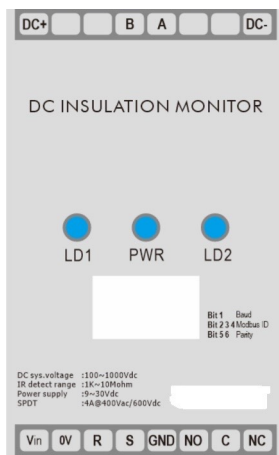 DC+ B A DC-
DC INSULATION MONITOR
LD1 PWR LD2
Bit 1 Baud
Bit 2 3 4 Modbus ID
Bit 5 6 Parity
DC sys.voltage :100~1000Vdc
IR detect range :1K~10Mohm
Power supply :9~30Vdc
SPDT :4A@400Vac/600Vdc
Vin 0V R S GND NO C NC